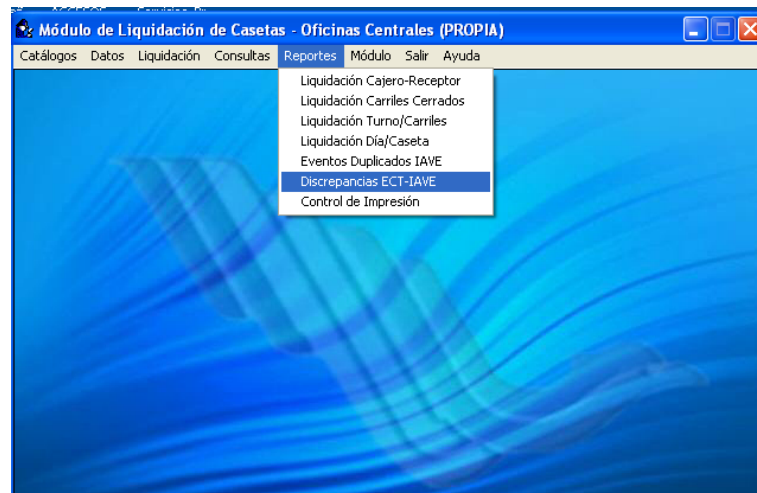 Módulo de Liquidación de Casetas - Oficinas Centrales (PROPIA)
Catálogos Datos Liquidación Consultas Reportes Módulo Salir Ayuda
Liquidación Cajero-Receptor
Liquidación Carriles Cerrados
Liquidación Turno/Carriles
Liquidación Día/Caseta
Eventos Duplicados IAVE
Discrepancias ECT-IAVE
Control de Impresión